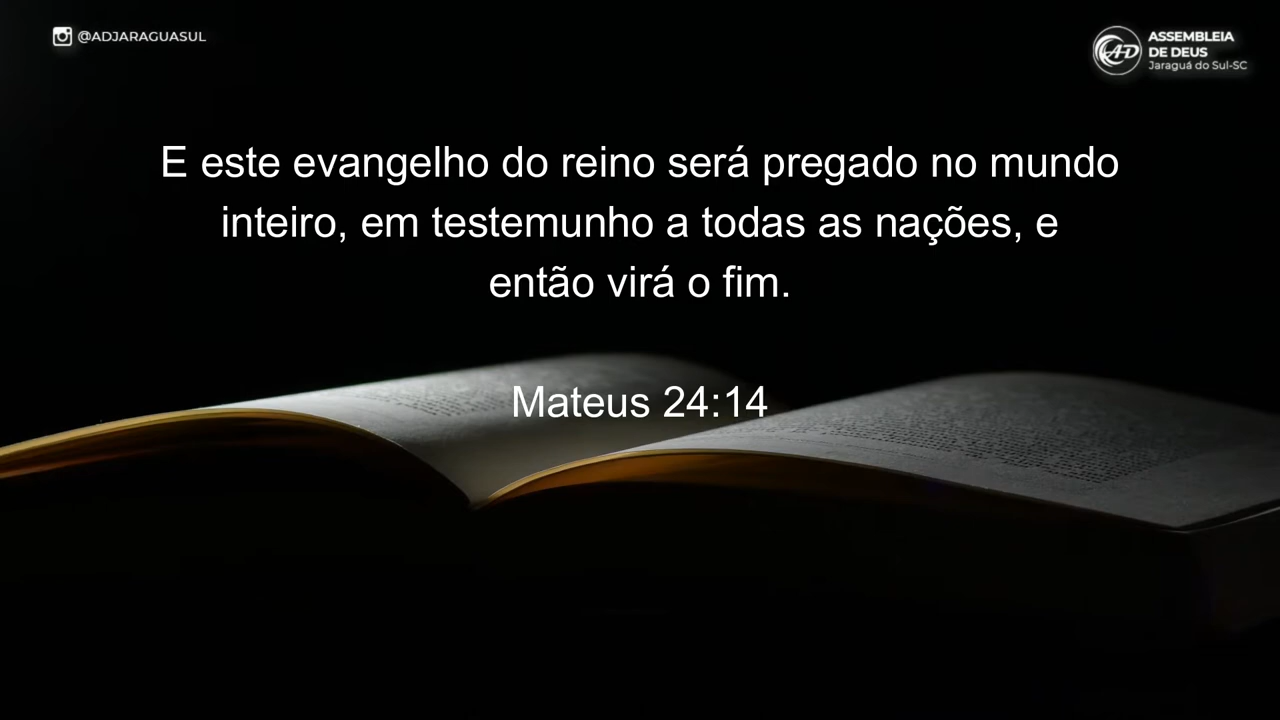 @ADJARAGUASUL
AD
ASSEMBLEIA
DE DEUS
Jaraguá do Sul-SC
E este evangelho do reino será pregado no mundo
inteiro, em testemunho a todas as nações, e
então virá o fim.
Mateus 24:14